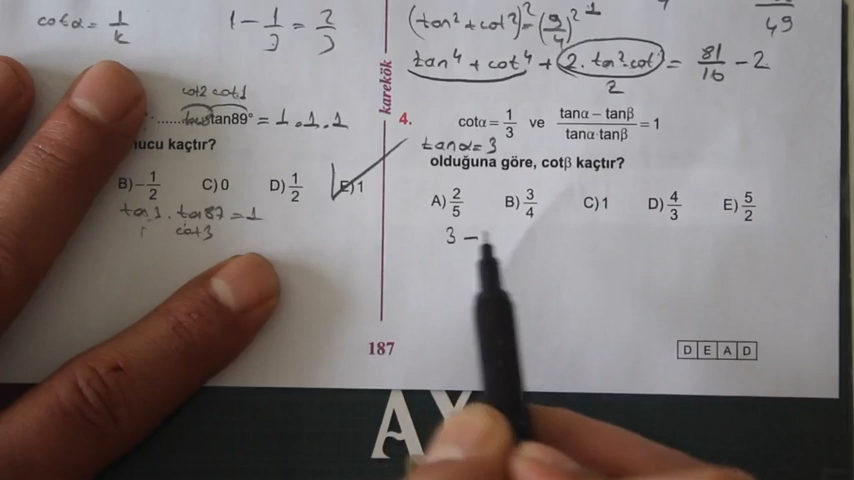 cotα = 1/k
1 - 1/3 = 2/3
cot2 cot1
........tan89° = 1.1.1
ucu kaçtır?
B) -1/2 C) 0 D) 1/2 E) 1
tan3 . tan87 = 1
cot3
karekök
(tan² + cot²)² = (9/4)²
49
tan⁴ + cot⁴ + 2.tan².cot² = 81/16 - 2
2
4. cotα = 1/3 ve (tanα − tanβ)/(tanα·tanβ) = 1
tanα = 3
olduğuna göre, cotβ kaçtır?
A) 2/5 B) 3/4 C) 1 D) 4/3 E) 5/2
3 -
187
D E A D